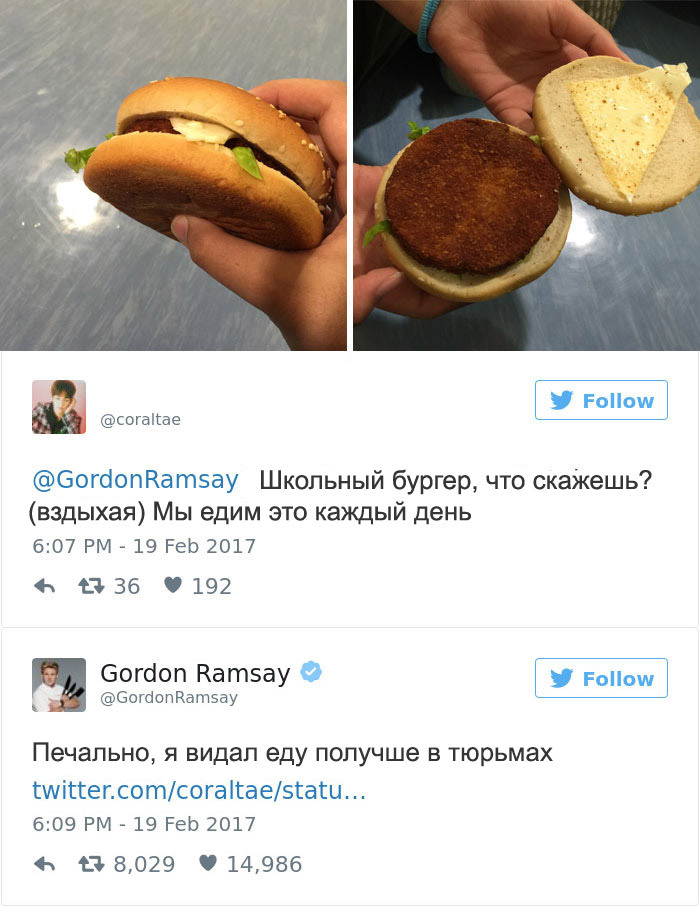 @coraltae
Follow
@GordonRamsay Школьный бургер, что скажешь?
(вздыхая) Мы едим это каждый день
6:07 PM - 19 Feb 2017
36 192
Gordon Ramsay
@GordonRamsay
Follow
Печально, я видал еду получше в тюрьмах
twitter.com/coraltae/statu...
6:09 PM - 19 Feb 2017
8,029 14,986